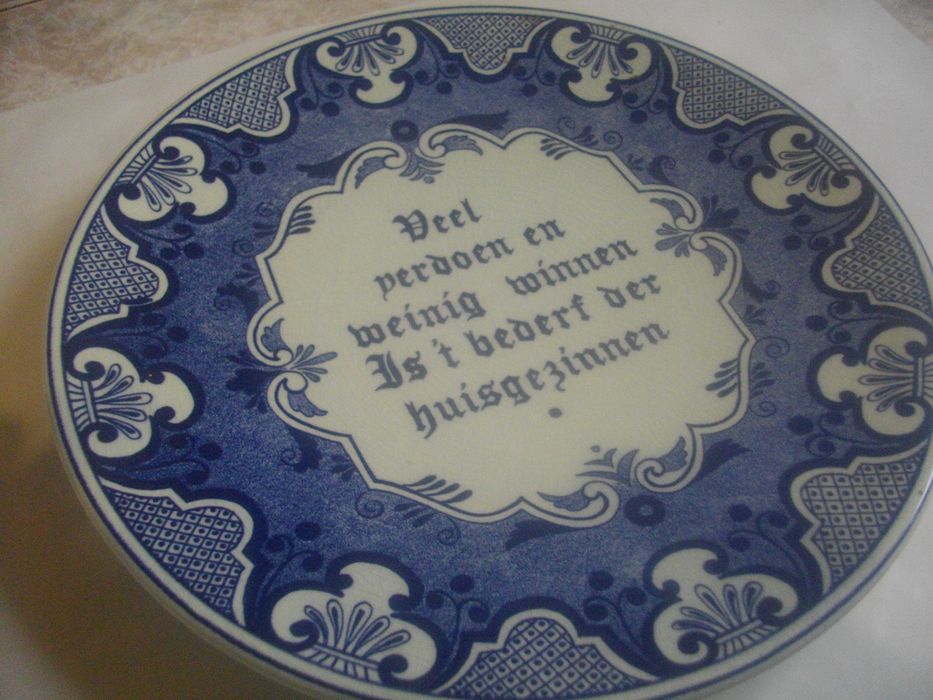 Veel
verdoen en
weinig winnen
Is 't bederf der
huisgezinnen